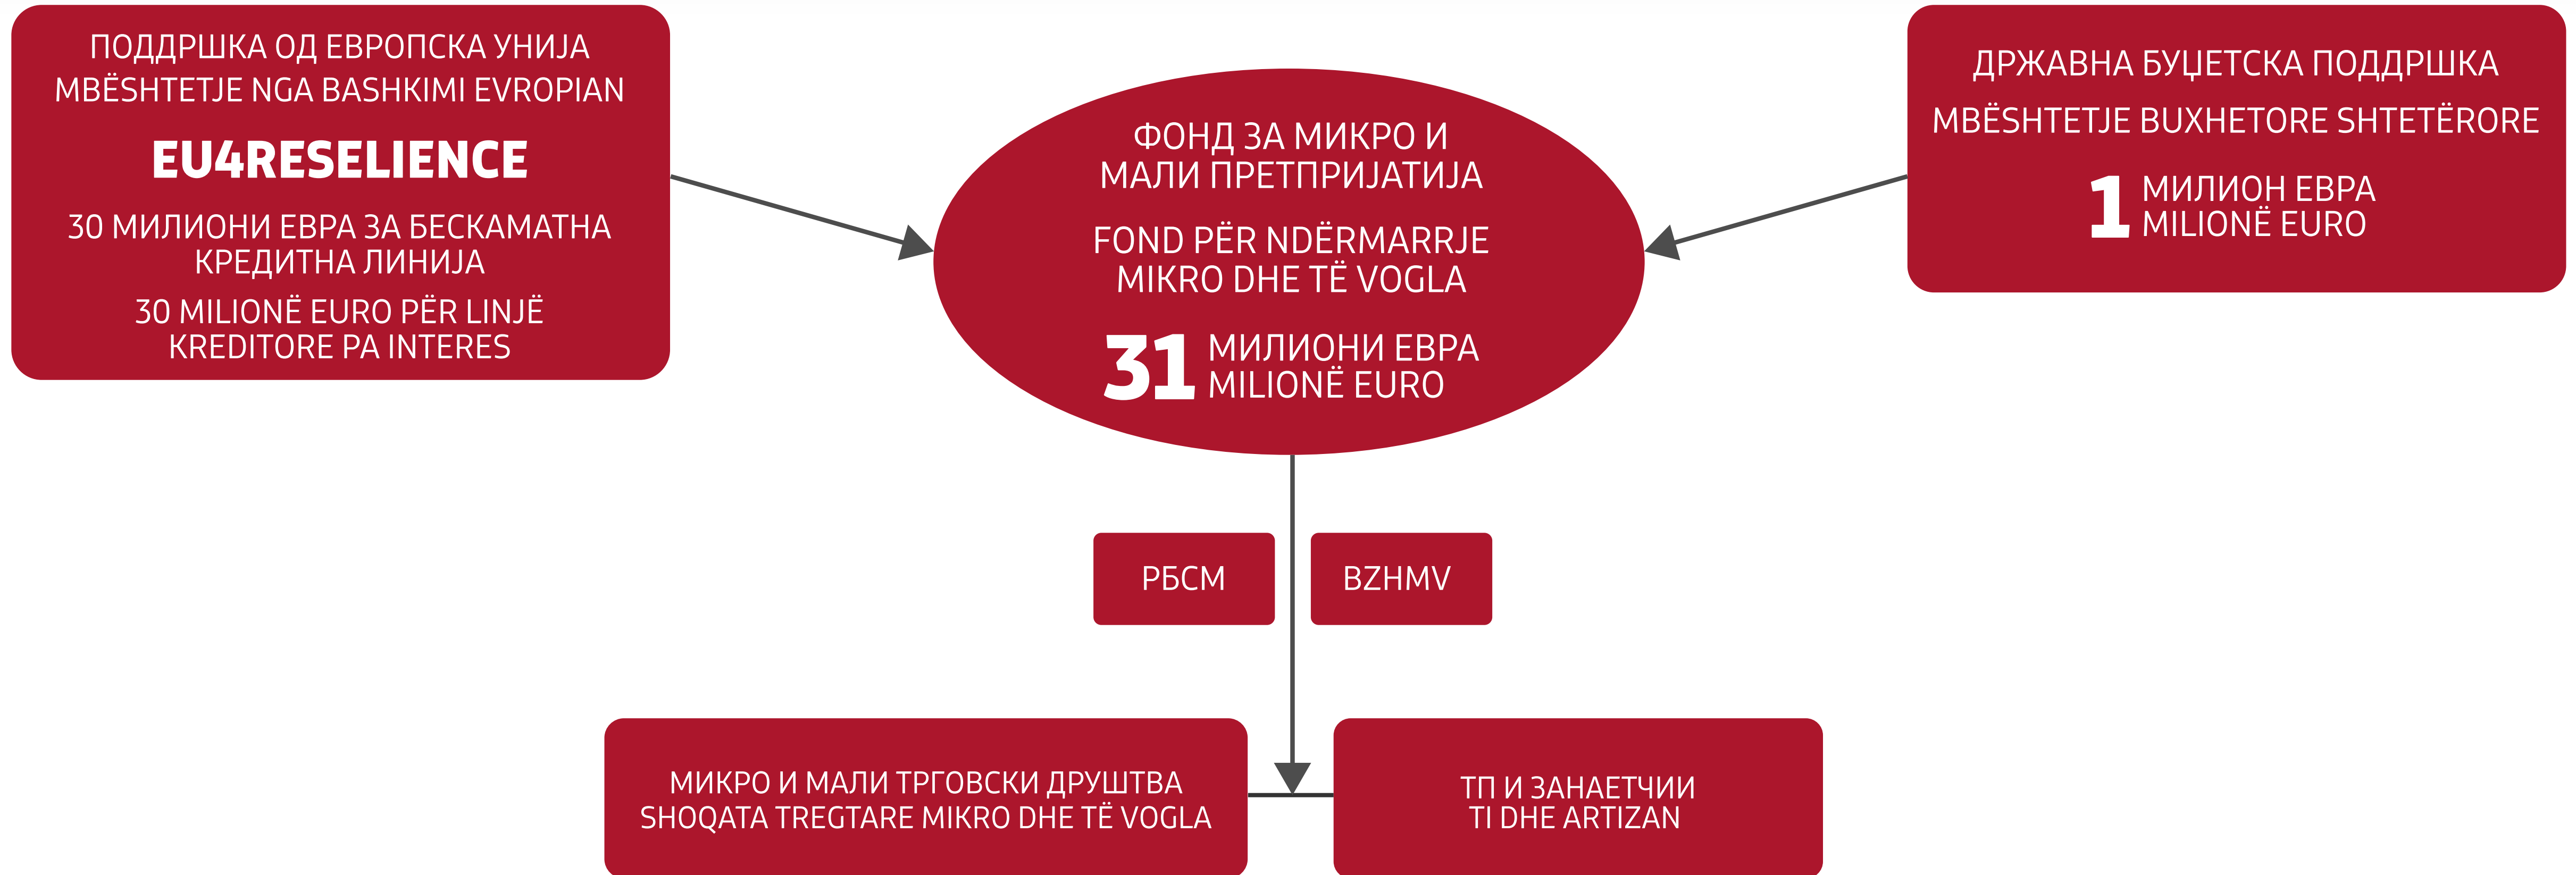 ПОДДРШКА ОД ЕВРОПСКА УНИЈА
MBËSHTETJE NGA BASHKIMI EVROPIAN
EU4RESELIENCE
30 МИЛИОНИ ЕВРА ЗА БЕСКАМАТНА
КРЕДИТНА ЛИНИЈА
30 MILIONË EURO PËR LINJË
KREDITORE PA INTERES
ФОНД ЗА МИКРО И
МАЛИ ПРЕТПРИЈАТИЈА
FOND PËR NDËRMARRJE
MIKRO DHE TË VOGLA
31 МИЛИОНИ ЕВРА
MILIONË EURO
ДРЖАВНА БУЏЕТСКА ПОДДРШКА
MBËSHTETJE BUXHETORE SHTETËRORE
1 МИЛИОН ЕВРА
MILIONË EURO
РБСМ
BZHMV
МИКРО И МАЛИ ТРГОВСКИ ДРУШТВА
SHOQATA TREGTARE MIKRO DHE TË VOGLA
ТП И ЗАНАЕТЧИИ
TI DHE ARTIZAN